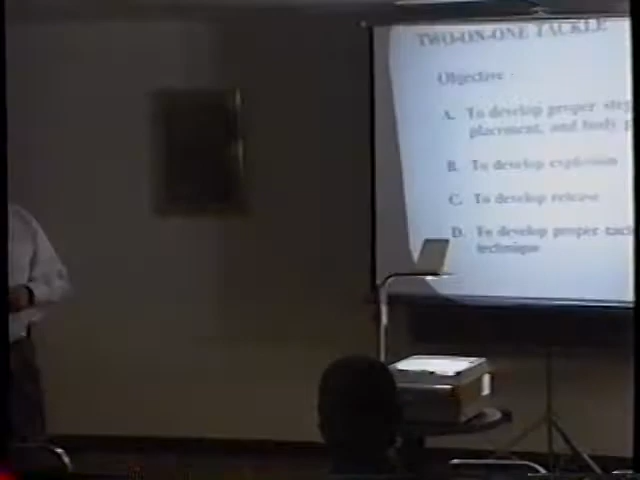 TWO-ON-ONE TACKLE
Objective
A. To develop proper step
placement, and body
B. To develop explosion
C. To develop release
D. To develop proper
technique